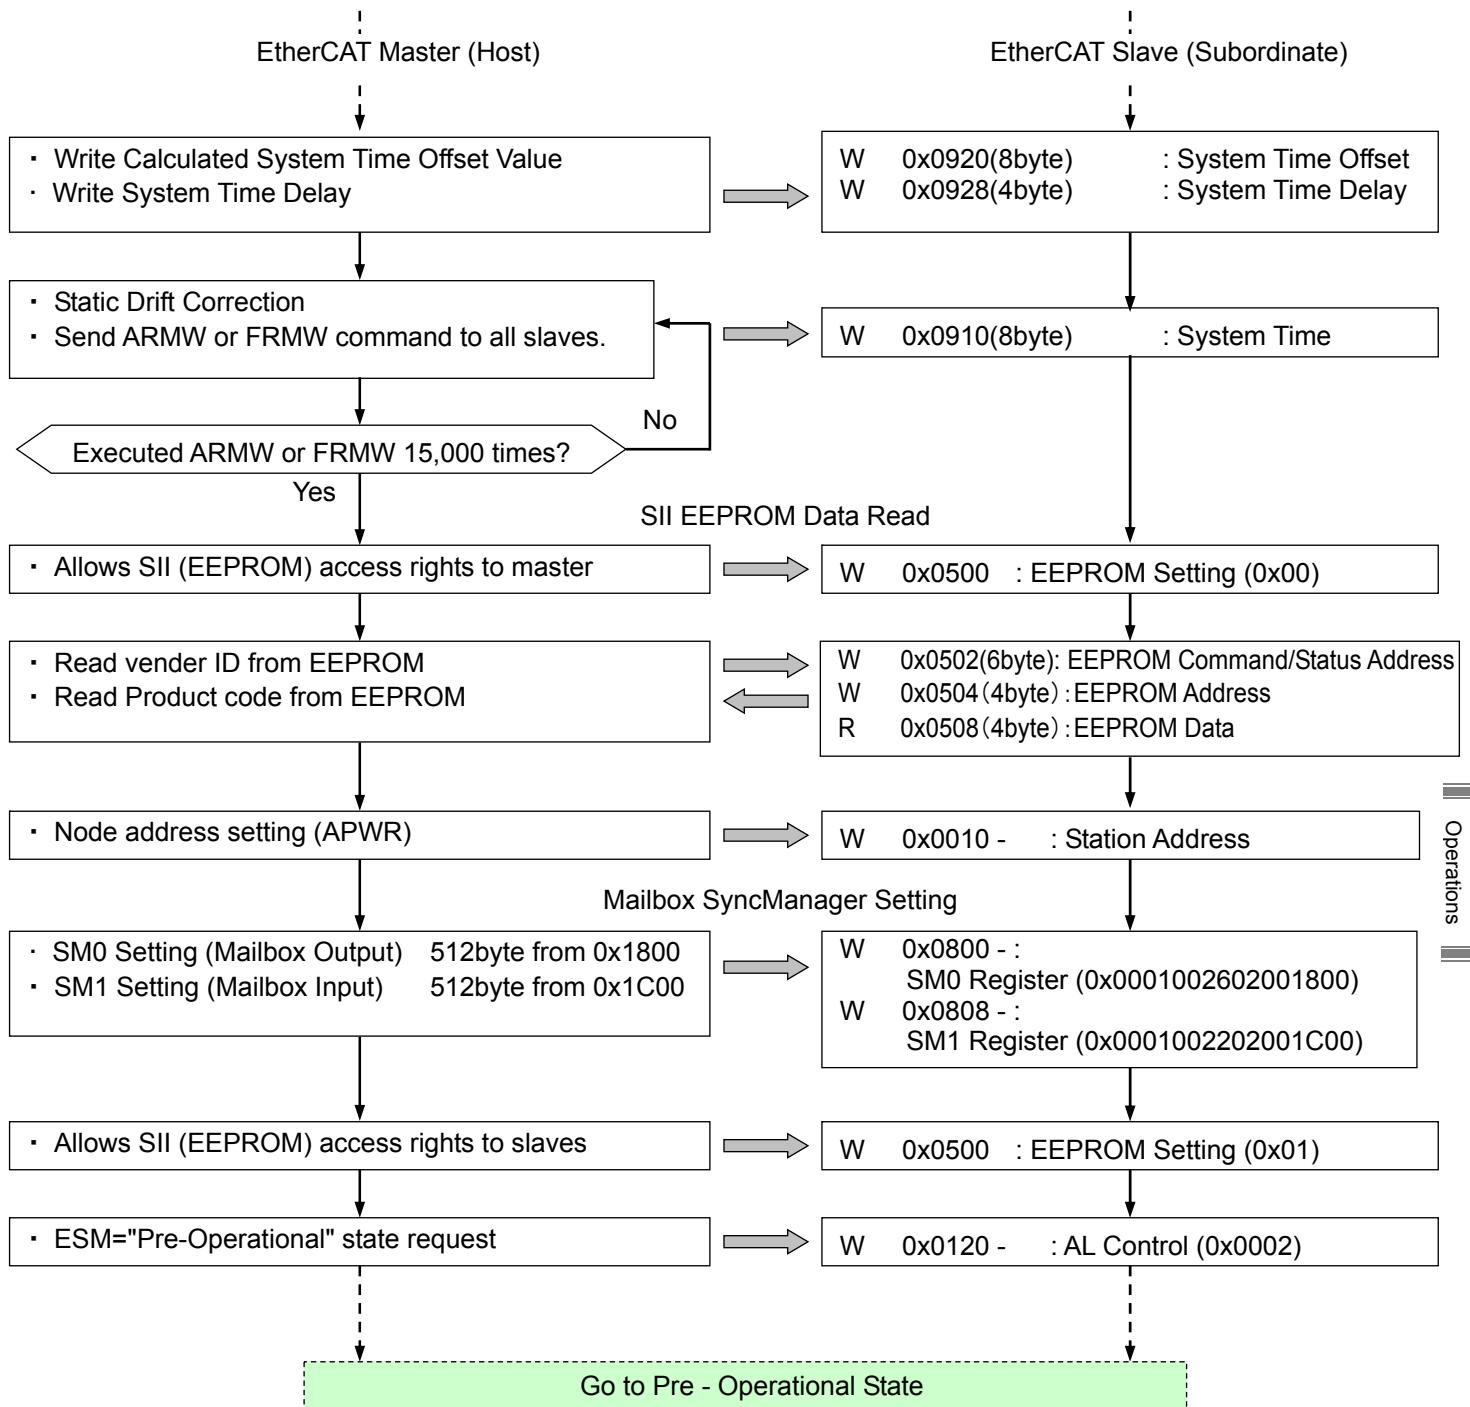 EtherCAT Master (Host)
EtherCAT Slave (Subordinate)
・ Write Calculated System Time Offset Value
・ Write System Time Delay
W 0x0920(8byte) : System Time Offset
W 0x0928(4byte) : System Time Delay
・ Static Drift Correction
・ Send ARMW or FRMW command to all slaves.
W 0x0910(8byte) : System Time
No
Executed ARMW or FRMW 15,000 times?
Yes
SII EEPROM Data Read
・ Allows SII (EEPROM) access rights to master
W 0x0500 : EEPROM Setting (0x00)
・ Read vender ID from EEPROM
・ Read Product code from EEPROM
W 0x0502(6byte): EEPROM Command/Status Address
W 0x0504（4byte）:EEPROM Address
R 0x0508（4byte）:EEPROM Data
・ Node address setting (APWR)
W 0x0010 - : Station Address
Operations
Mailbox SyncManager Setting
・ SM0 Setting (Mailbox Output) 512byte from 0x1800
・ SM1 Setting (Mailbox Input) 512byte from 0x1C00
W 0x0800 - :
SM0 Register (0x0001002602001800)
W 0x0808 - :
SM1 Register (0x0001002202001C00)
・ Allows SII (EEPROM) access rights to slaves
W 0x0500 : EEPROM Setting (0x01)
・ ESM="Pre-Operational" state request
W 0x0120 - : AL Control (0x0002)
Go to Pre - Operational State